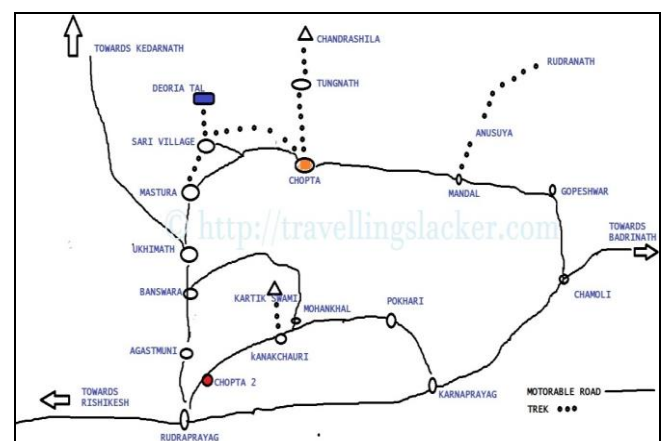 CHANDRASHILA
TOWARDS KEDARNATH
RUDRANATH
TUNGNATH
DEORIA TAL
ANUSUYA
SARI VILLAGE
CHOPTA
MASTURA
MANDAL
GOPESHWAR
© http://travellingslacker.com
TOWARDS
BADRINATH
UKHIMATH
BANSWARA
KARTIK SWAMI
MOHANKHAL
POKHARI
CHAMOLI
AGASTMUNI
kANAKCHAURI
CHOPTA 2
KARNAPRAYAG
MOTORABLE ROAD
TREK
TOWARDS
RISHIKESH
RUDRAPRAYAG